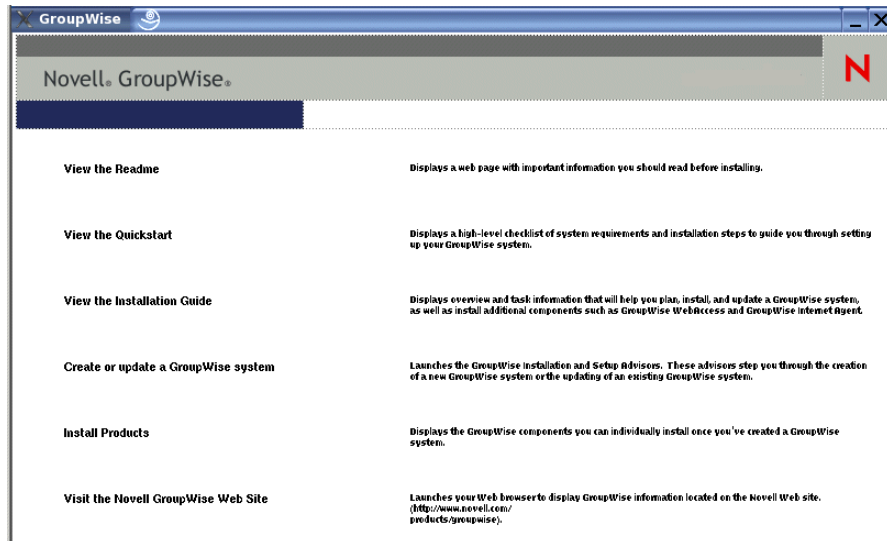 GroupWise
Novell® GroupWise®
N
View the Readme
Displays a web page with important information you should read before installing.
View the Quickstart
Displays a high-level checklist of system requirements and installation steps to guide you through setting
up your GroupWise system.
View the Installation Guide
Displays overview and task information that will help you plan, install, and update a GroupWise system,
as well as install additional components such as GroupWise WebAccess and GroupWise Internet Agent.
Create or update a GroupWise system
Launches the GroupWise Installation and Setup Advisors. These advisors step you through the creation
of a new GroupWise system or the updating of an existing GroupWise system.
Install Products
Displays the GroupWise components you can individually install once you've created a GroupWise
system.
Visit the Novell GroupWise Web Site
Launches your Web browser to display GroupWise information located on the Novell Web site.
(http://www.novell.com/
products/groupwise).